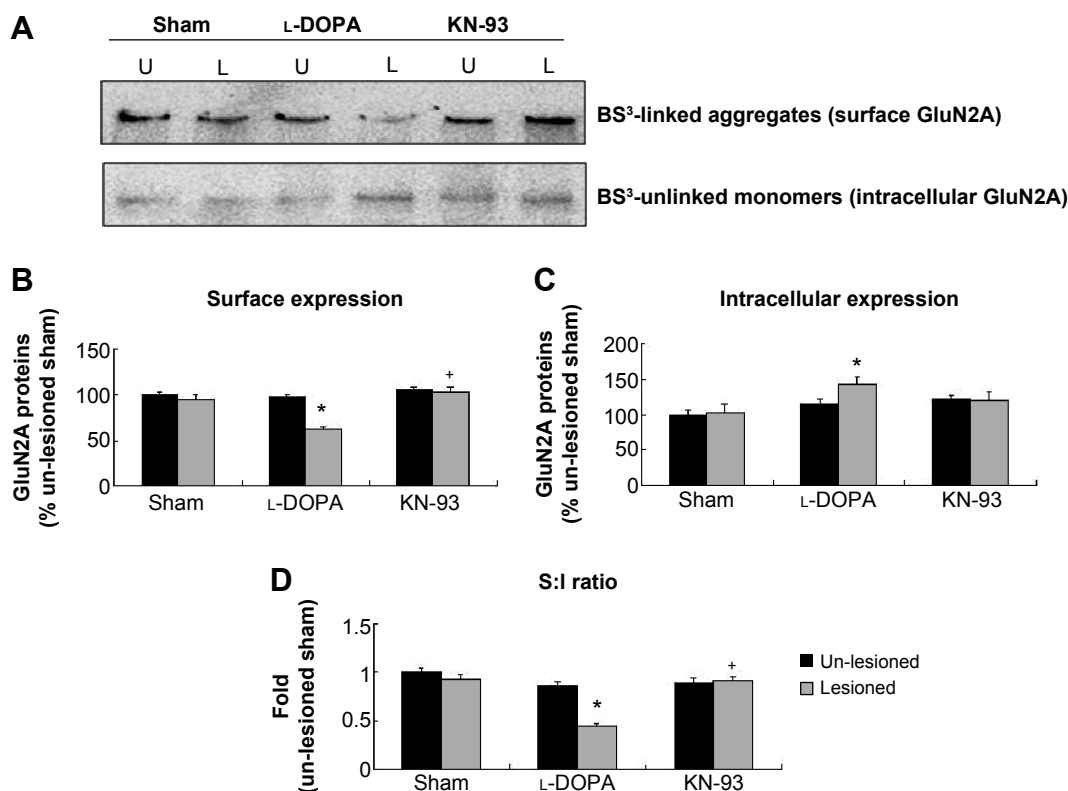 A
Sham L-DOPA KN-93
U L U L U L
BS³-linked aggregates (surface GluN2A)
BS³-unlinked monomers (intracellular GluN2A)
B
Surface expression
GluN2A proteins
(% un-lesioned sham)
150
100
50
0
*
+
Sham L-DOPA KN-93
C
Intracellular expression
GluN2A proteins
(% un-lesioned sham)
200
150
100
50
0
*
Sham L-DOPA KN-93
D
S:I ratio
Fold
(un-lesioned sham)
1.5
1
0.5
0
*
+
Sham L-DOPA KN-93
Un-lesioned
Lesioned